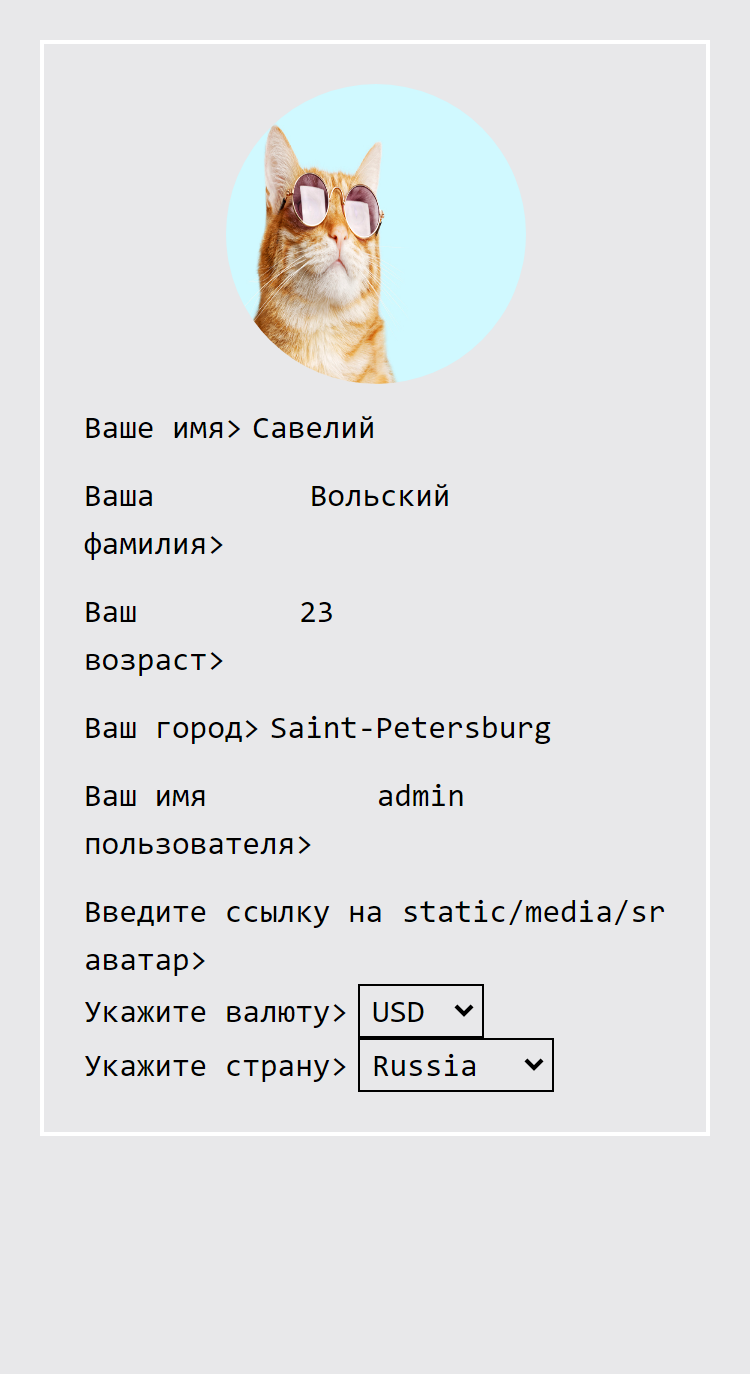 Ваше имя> Савелий
Ваша Вольский
фамилия>
Ваш 23
возраст>
Ваш город> Saint-Petersburg
Ваш имя admin
пользователя>
Введите ссылку на static/media/sr
аватар>
Укажите валюту> USD
Укажите страну> Russia